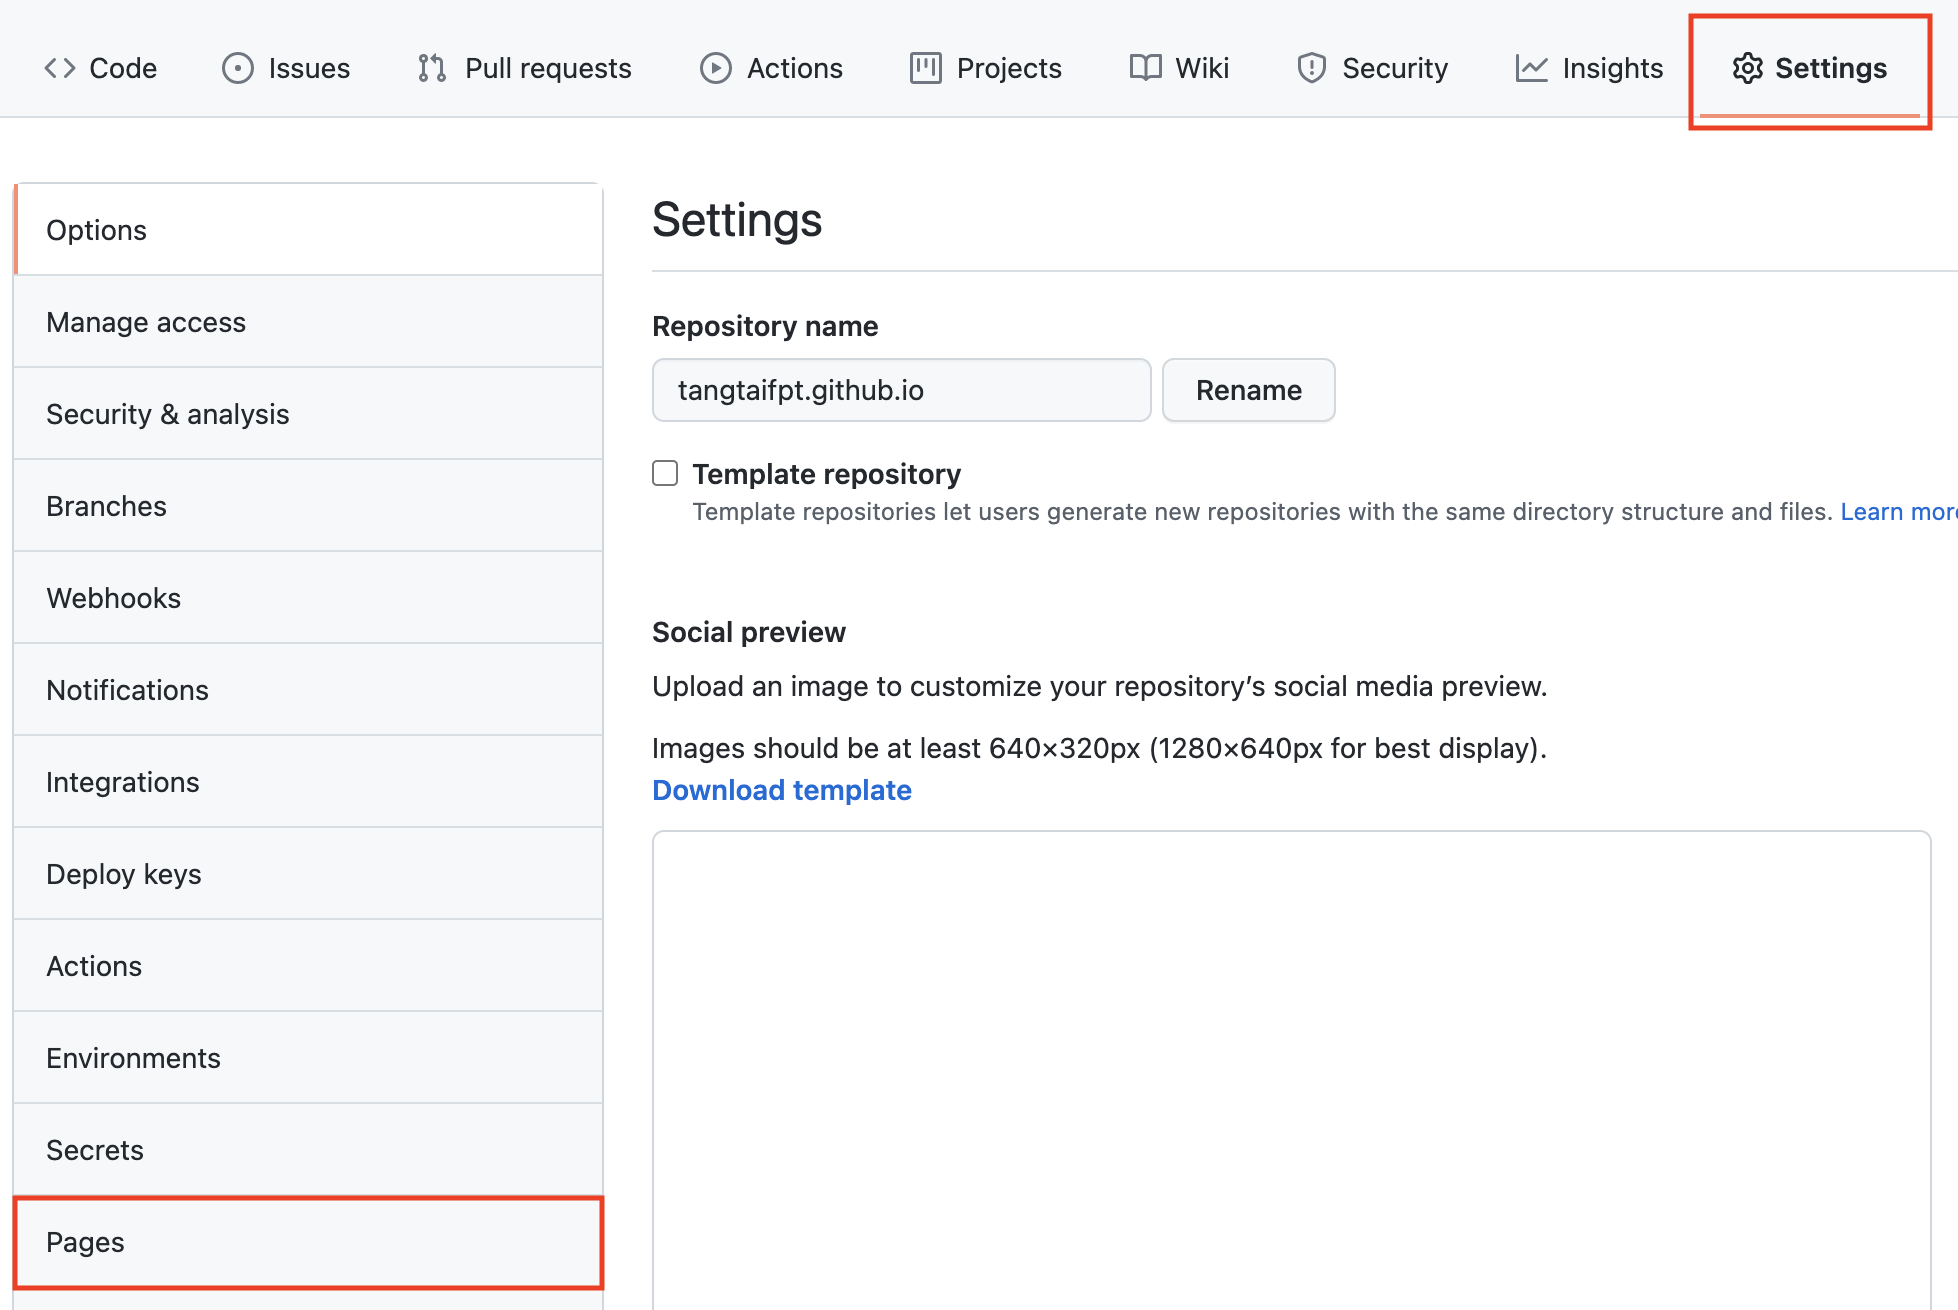 Code Issues Pull requests Actions Projects Wiki Security Insights Settings
Options
Manage access
Security & analysis
Branches
Webhooks
Notifications
Integrations
Deploy keys
Actions
Environments
Secrets
Pages
Settings
Repository name
tangtaifpt.github.io Rename
Template repository
Template repositories let users generate new repositories with the same directory structure and files. Learn more
Social preview
Upload an image to customize your repository’s social media preview.
Images should be at least 640×320px (1280×640px for best display).
Download template